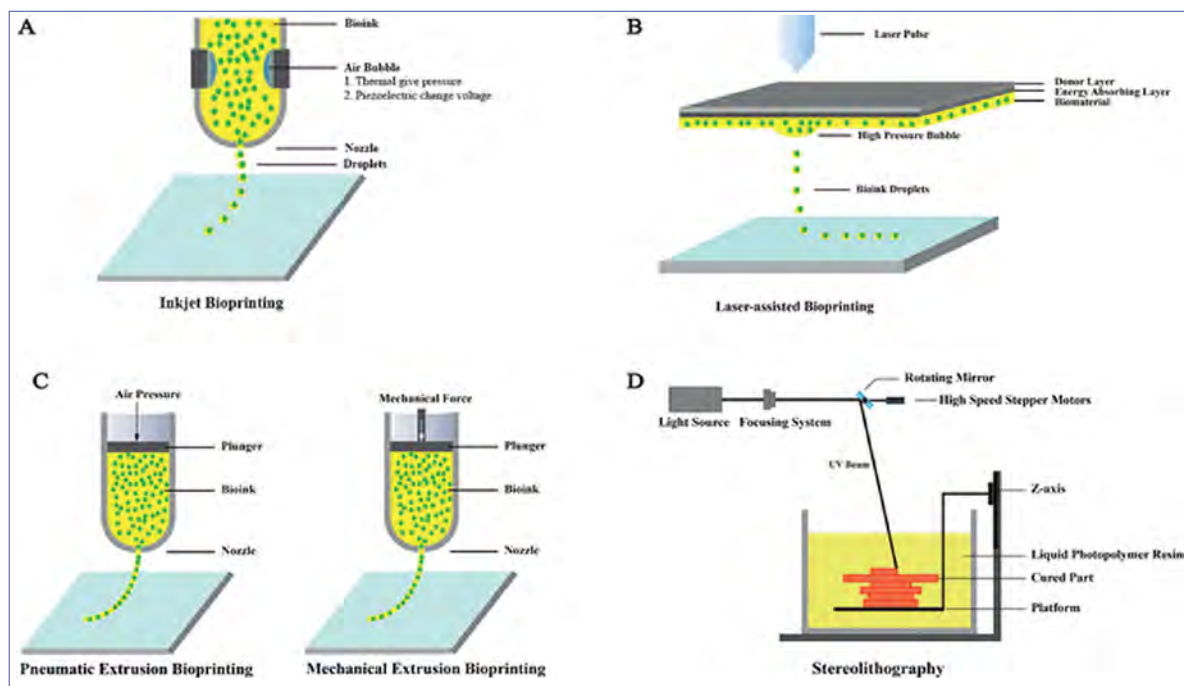 A
Bioink
Air Bubble
1. Thermal give pressure
2. Piezoelectric change voltage
Nozzle
Droplets
Inkjet Bioprinting
B
Laser Pulse
Donor Layer
Energy Absorbing Layer
Biomaterial
High Pressure Bubble
Bioink Droplets
Laser-assisted Bioprinting
C
Air Pressure
Plunger
Bioink
Nozzle
Pneumatic Extrusion Bioprinting
Mechanical Force
Plunger
Bioink
Nozzle
Mechanical Extrusion Bioprinting
D
Rotating Mirror
High Speed Stepper Motors
Light Source
Focusing System
UV Beam
Z-axis
Liquid Photopolymer Resin
Cured Part
Platform
Stereolithography